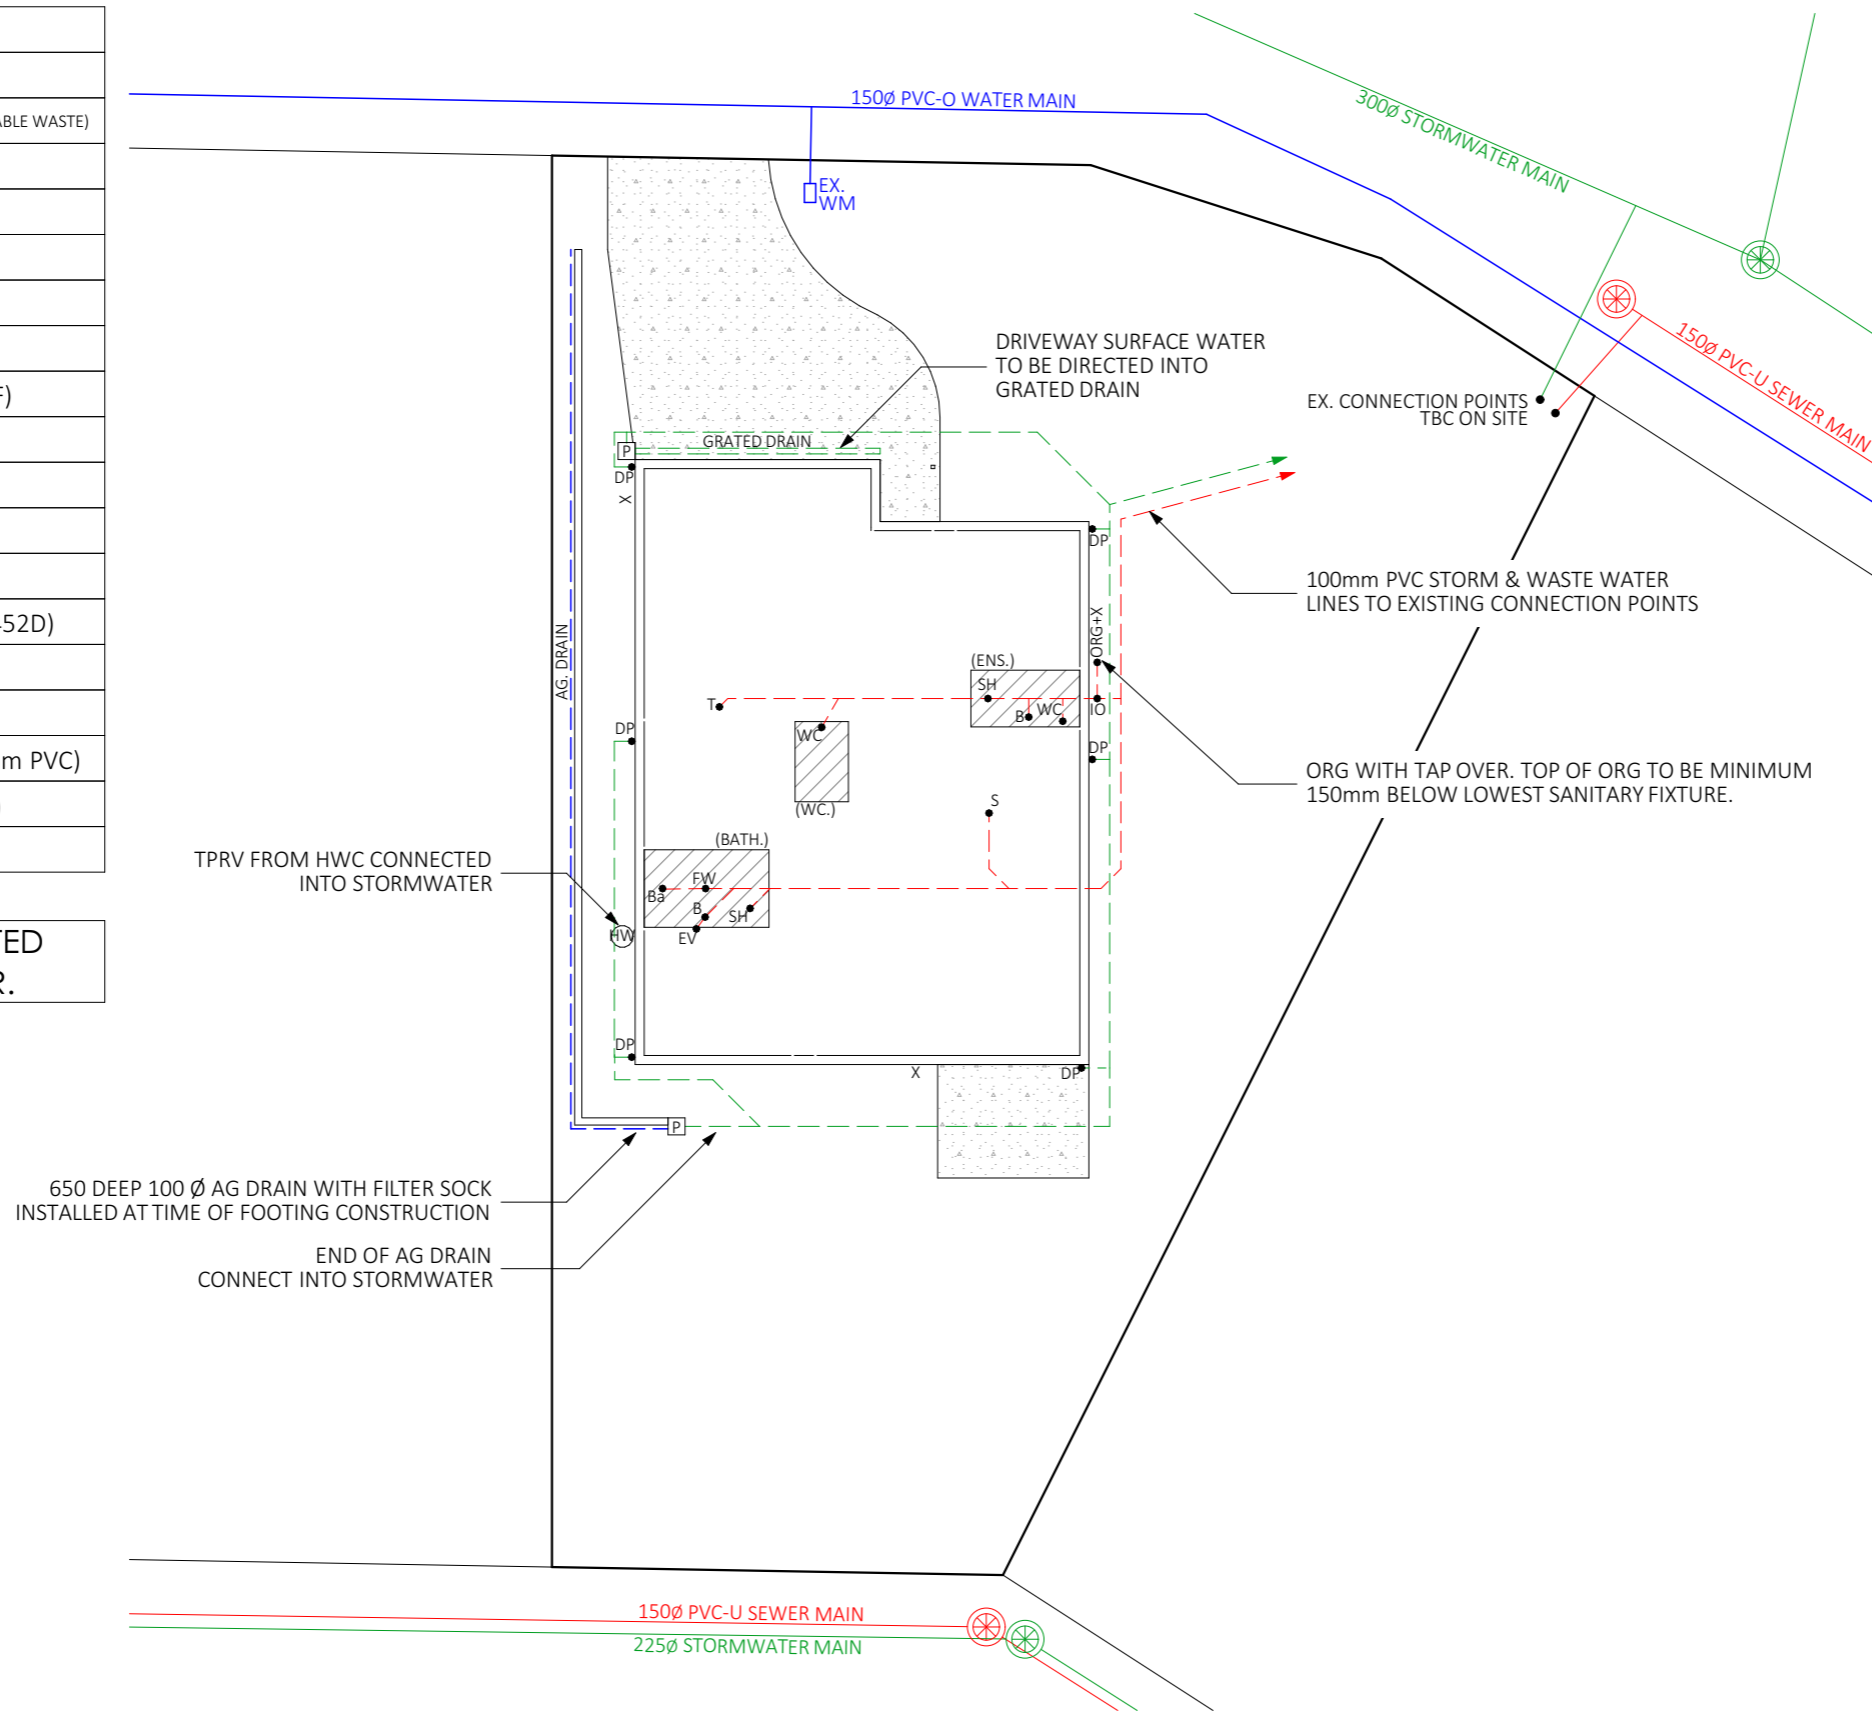 ABLE WASTE)
F)
52D)
m PVC)
TED
R.
150Ø PVC-O WATER MAIN
300Ø STORMWATER MAIN
EX.
WM
150Ø PVC-U SEWER MAIN
DRIVEWAY SURFACE WATER
TO BE DIRECTED INTO
GRATED DRAIN
EX. CONNECTION POINTS
TBC ON SITE
GRATED DRAIN
P
DP
X
DP
100mm PVC STORM & WASTE WATER
LINES TO EXISTING CONNECTION POINTS
AG. DRAIN
ORG+X
(ENS.)
SH
B
WC
IO
T
DP
WC
(WC.)
DP
ORG WITH TAP OVER. TOP OF ORG TO BE MINIMUM
150mm BELOW LOWEST SANITARY FIXTURE.
S
(BATH.)
TPRV FROM HWC CONNECTED
INTO STORMWATER
FW
Ba
B
SH
HW
EV
DP
X
DP
P
650 DEEP 100 Ø AG DRAIN WITH FILTER SOCK
INSTALLED AT TIME OF FOOTING CONSTRUCTION
END OF AG DRAIN
CONNECT INTO STORMWATER
150Ø PVC-U SEWER MAIN
225Ø STORMWATER MAIN